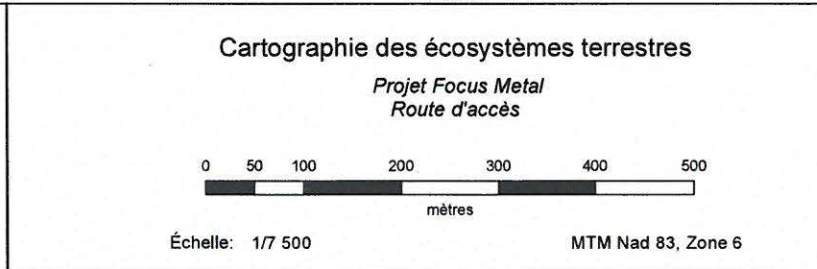 Cartographie des écosystèmes terrestres
Projet Focus Metal
Route d'accès
0 50 100 200 300 400 500
mètres
Échelle: 1/7 500 MTM Nad 83, Zone 6